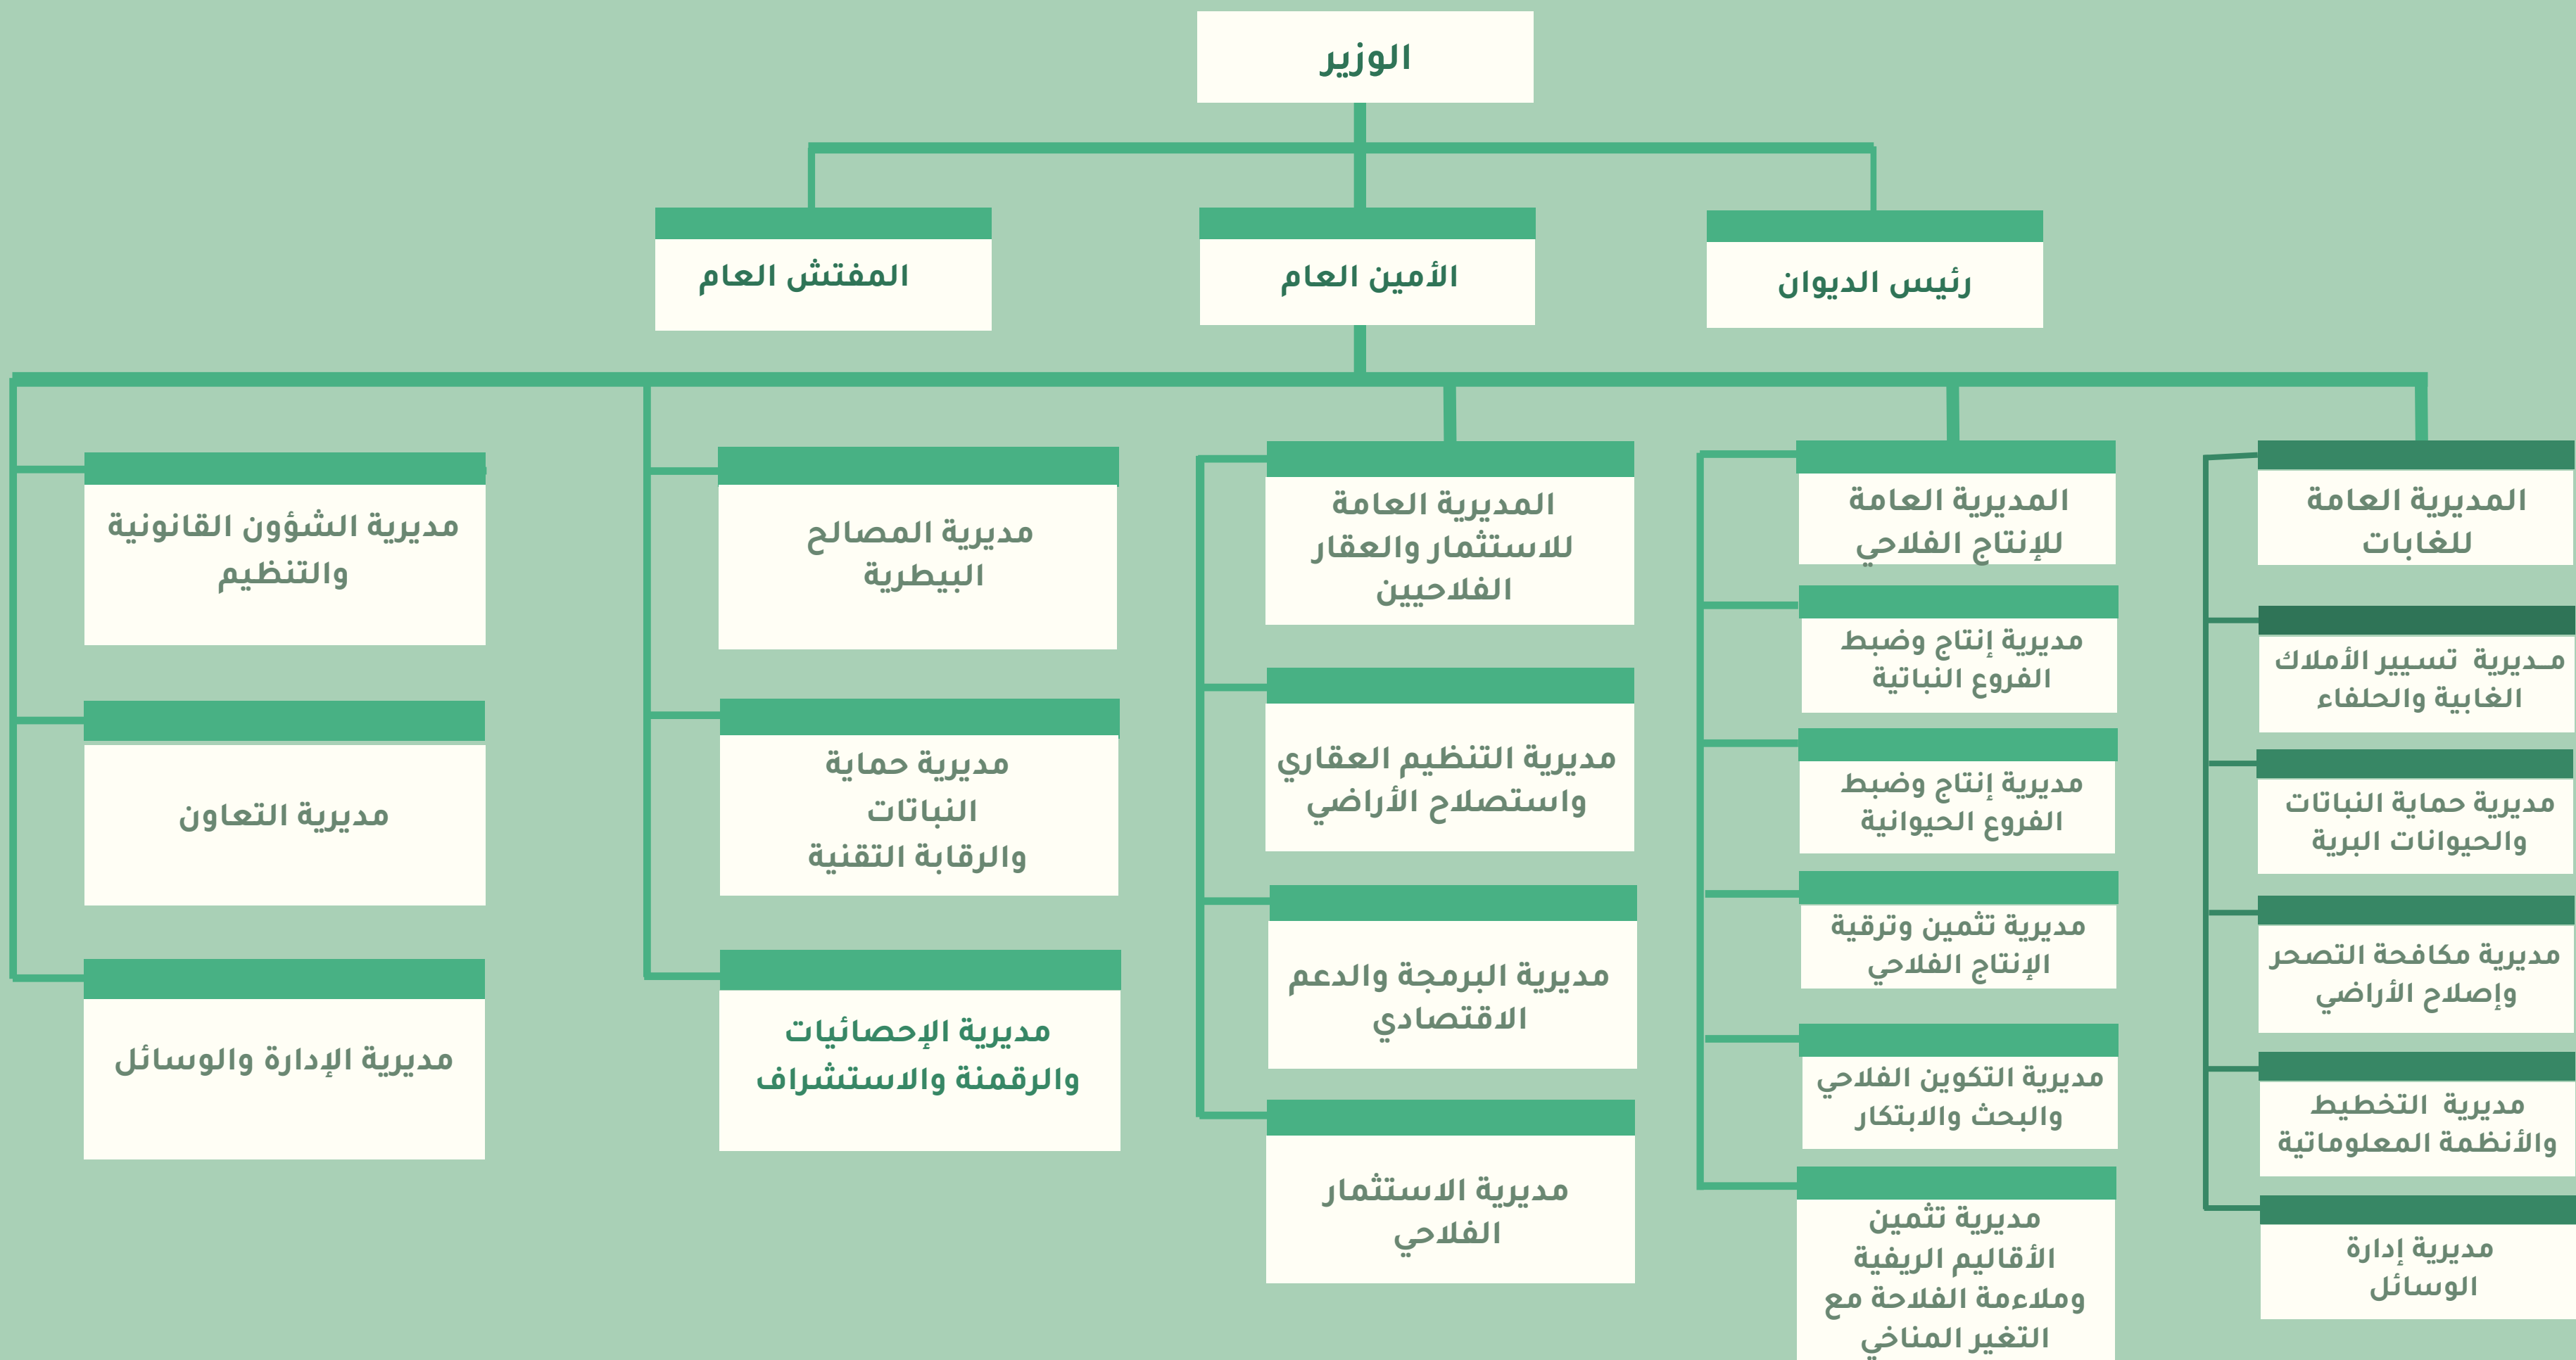 الوزير
رئيس الديوان
الأمين العام
المفتش العام
المديرية العامة
للغابات
مـديرية تسيير الأملاك
الغابية والحلفاء
مديرية حماية النباتات
والحيوانات البرية
مديرية مكافحة التصحر
وإصلاح الأراضي
مديرية التخطيط
والأنظمة المعلوماتية
مديرية إدارة
الوسائل
المديرية العامة
للإنتاج الفلاحي
مديرية إنتاج وضبط
الفروع النباتية
مديرية إنتاج وضبط
الفروع الحيوانية
مديرية تثمين وترقية
الإنتاج الفلاحي
مديرية التكوين الفلاحي
والبحث والابتكار
مديرية تثمين
الأقاليم الريفية
وملاءمة الفلاحة مع
التغير المناخي
المديرية العامة
للاستثمار والعقار
الفلاحيين
مديرية التنظيم العقاري
واستصلاح الأراضي
مديرية البرمجة والدعم
الاقتصادي
مديرية الاستثمار
الفلاحي
مديرية المصالح
البيطرية
مديرية حماية
النباتات
والرقابة التقنية
مديرية الإحصائيات
والرقمنة والاستشراف
مديرية الشؤون القانونية
والتنظيم
مديرية التعاون
مديرية الإدارة والوسائل